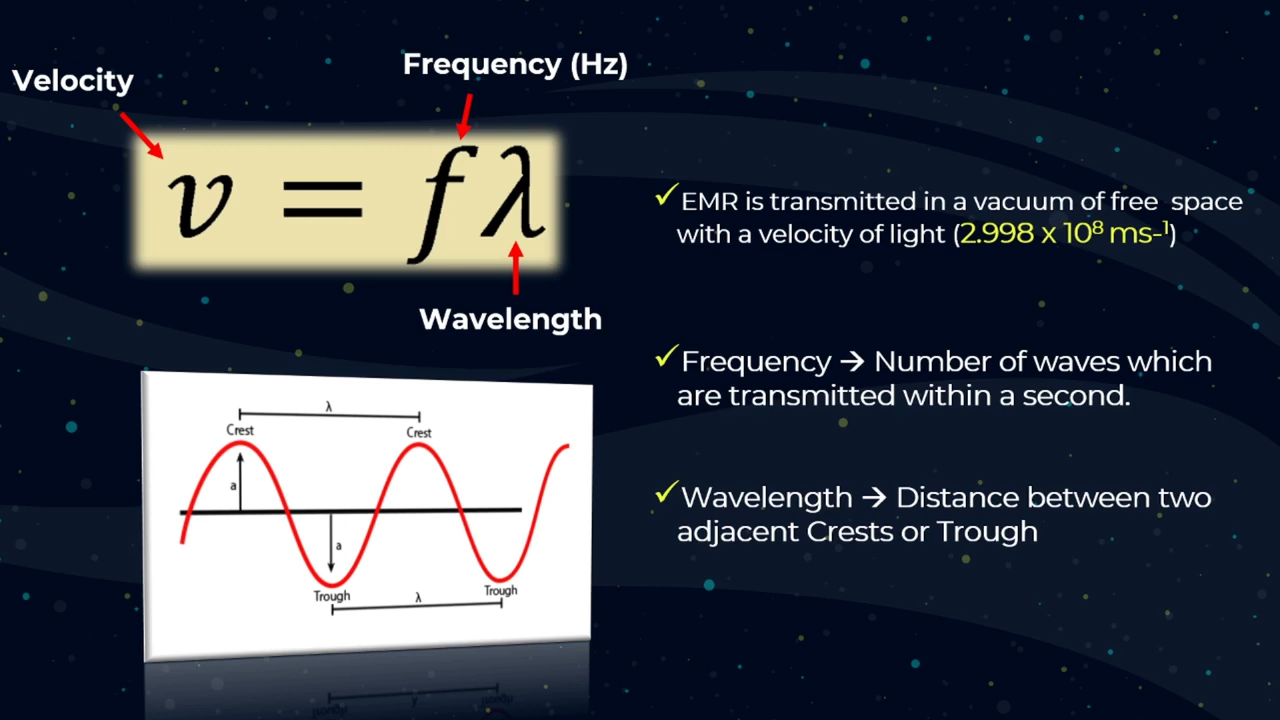 Velocity
Frequency (Hz)
v = fλ
Wavelength
✓EMR is transmitted in a vacuum of free space
with a velocity of light (2.998 x 10⁸ ms-¹)
✓Frequency → Number of waves which
are transmitted within a second.
✓Wavelength → Distance between two
adjacent Crests or Trough
λ
Crest
Crest
a
a
Trough
λ
Trough